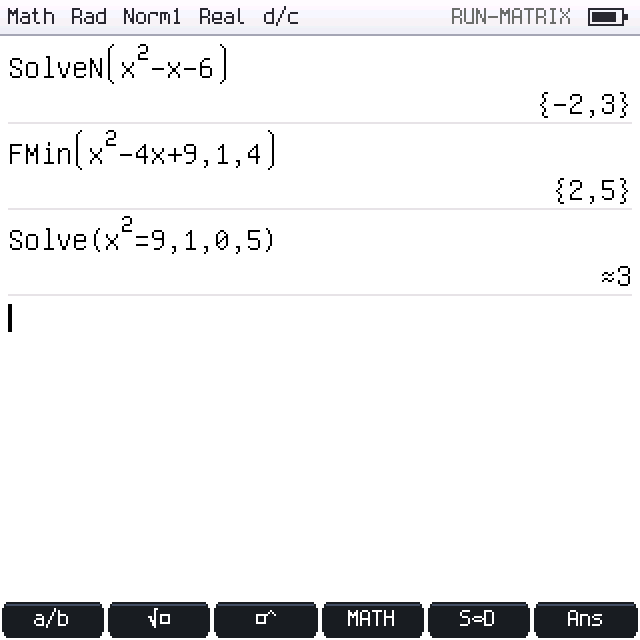 Math Rad Norm1 Real d/c RUN-MATRIX
SolveN(x²-x-6)
{-2,3}
FMin(x²-4x+9,1,4)
{2,5}
Solve(x²=9,1,0,5)
≈3
a/b √□ □^ MATH S=D Ans